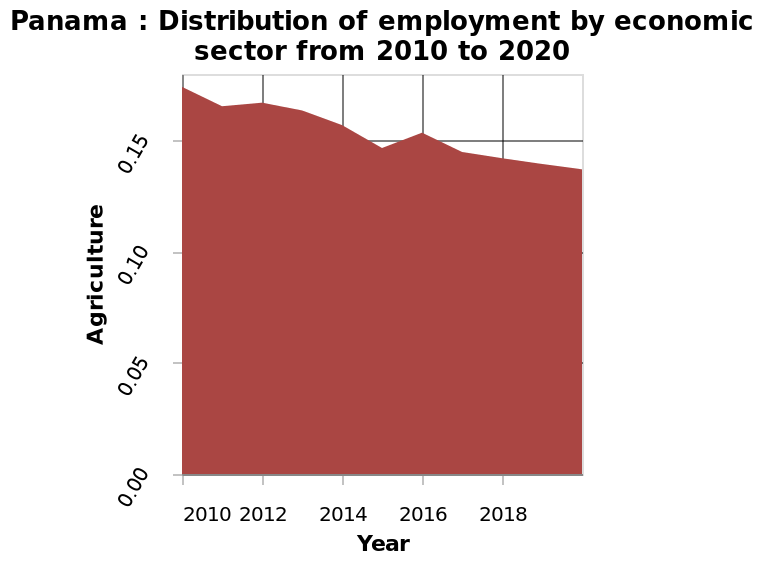 Panama : Distribution of employment by economic
sector from 2010 to 2020
0.15
0.10
0.05
0.00
Agriculture
2010 2012 2014 2016 2018
Year